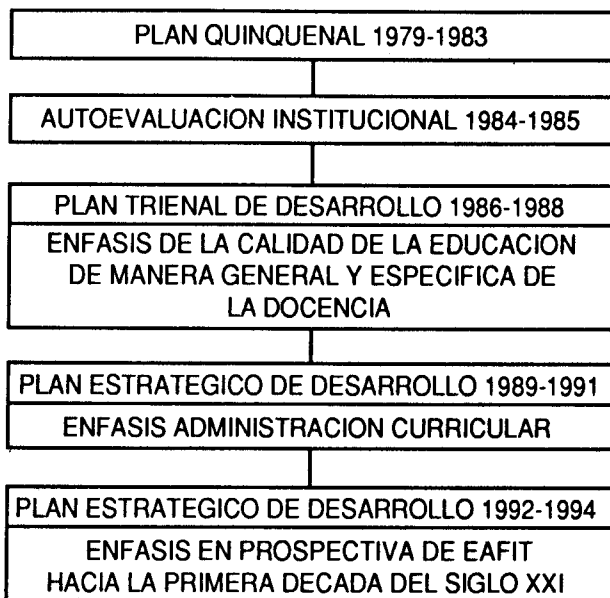 PLAN QUINQUENAL 1979-1983
AUTOEVALUACION INSTITUCIONAL 1984-1985
PLAN TRIENAL DE DESARROLLO 1986-1988
ENFASIS DE LA CALIDAD DE LA EDUCACION
DE MANERA GENERAL Y ESPECIFICA DE
LA DOCENCIA
PLAN ESTRATEGICO DE DESARROLLO 1989-1991
ENFASIS ADMINISTRACION CURRICULAR
PLAN ESTRATEGICO DE DESARROLLO 1992-1994
ENFASIS EN PROSPECTIVA DE EAFIT
HACIA LA PRIMERA DECADA DEL SIGLO XXI